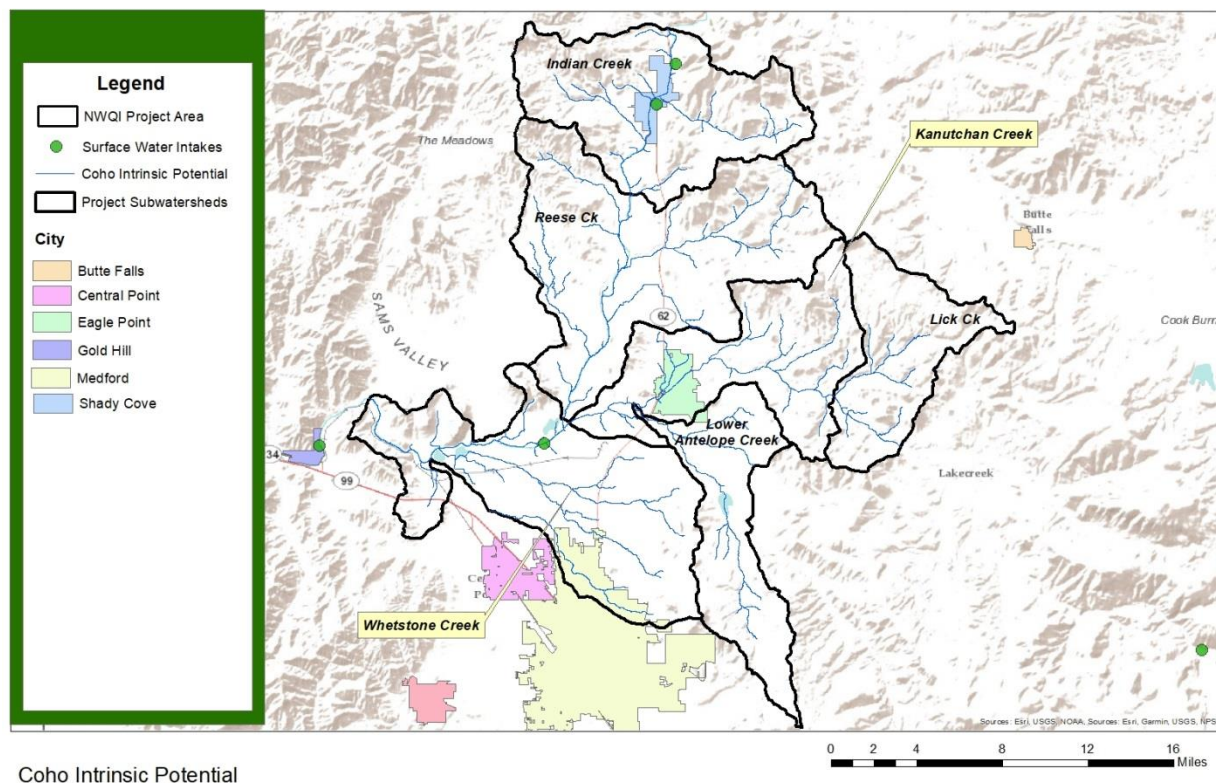 Legend
NWQI Project Area
Surface Water Intakes
Coho Intrinsic Potential
Project Subwatersheds
City
Butte Falls
Central Point
Eagle Point
Gold Hill
Medford
Shady Cove
Indian Creek
The Meadows
Kanutchan Creek
Reese Ck
Butte
Falls
SAMS VALLEY
62
Lick Ck
Cook Burn
Lower
Antelope Creek
34
99
Lakecreek
Whetstone Creek
Sources: Esri, USGS, NOAA, Sources: Esri, Garmin, USGS, NPS
0 2 4 8 12 16
Miles
Coho Intrinsic Potential